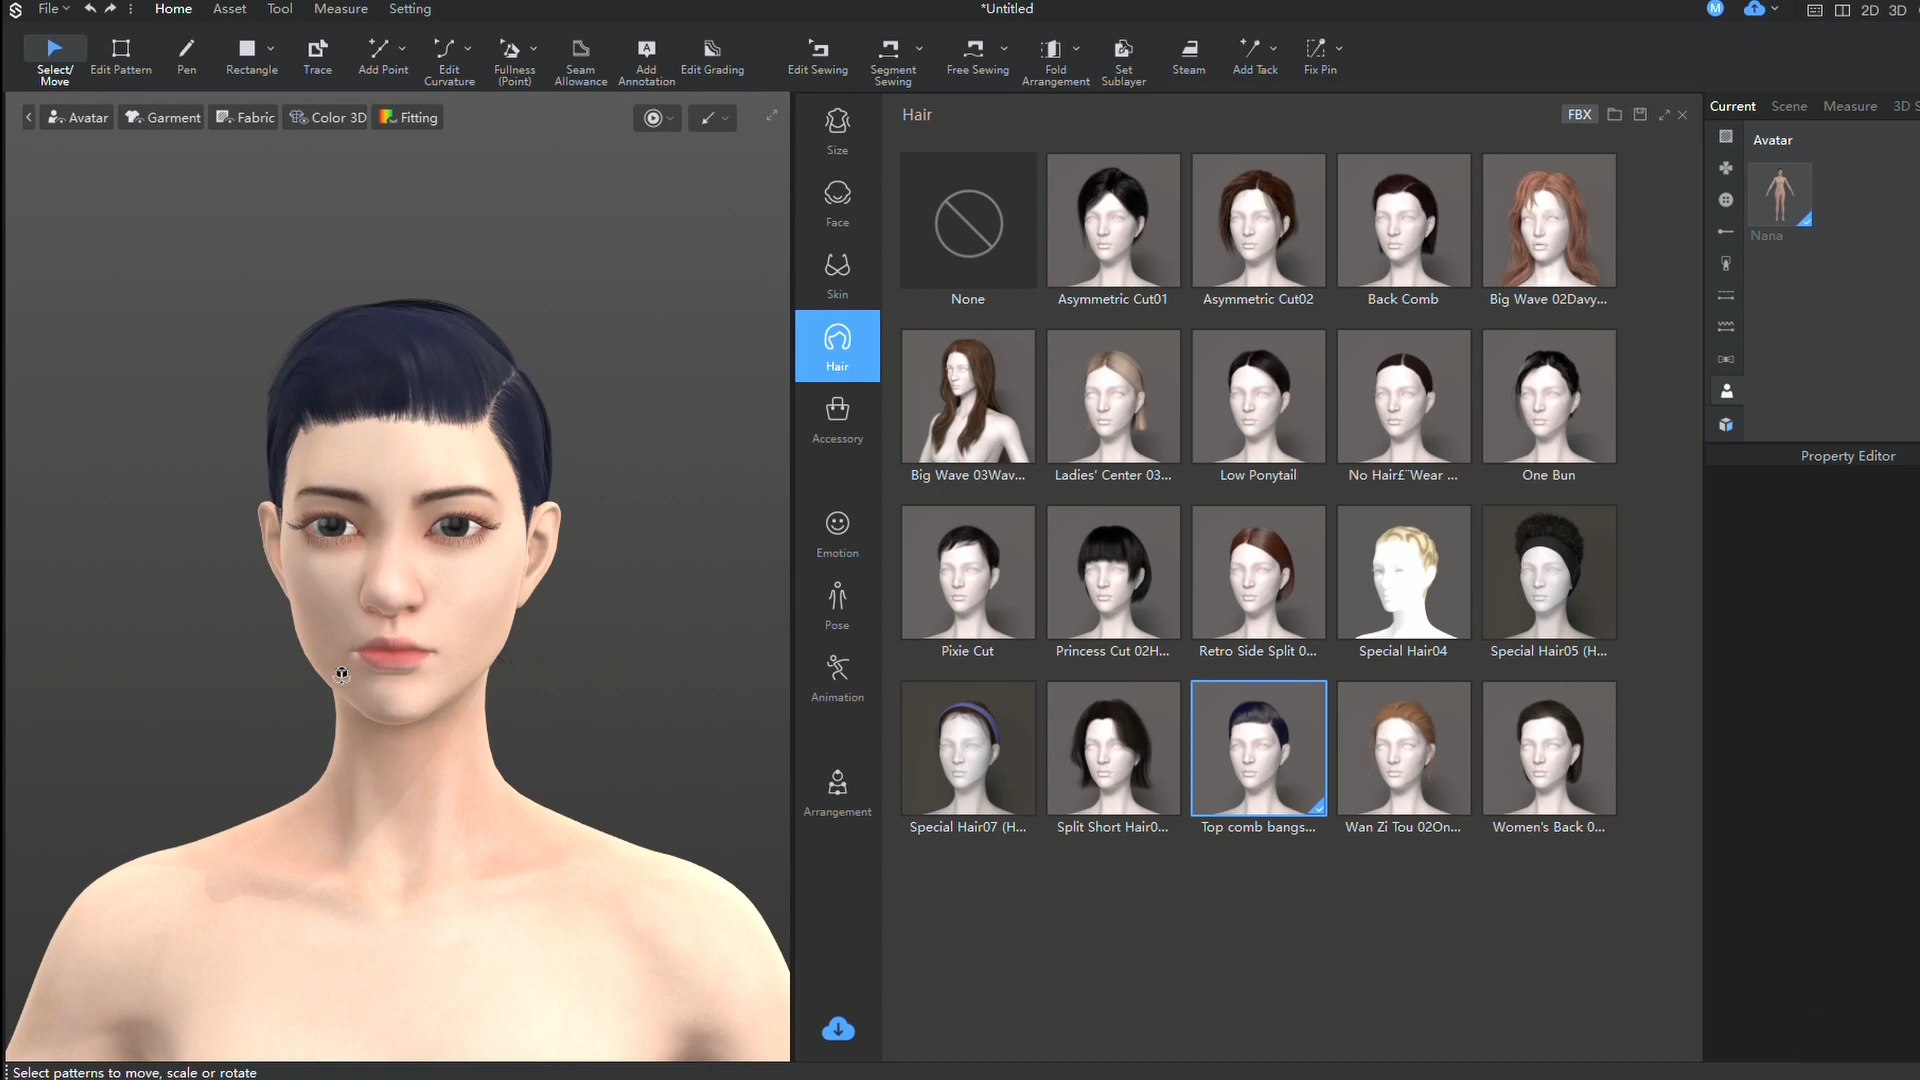 File Home Asset Tool Measure Setting *Untitled M 2D 3D
Select/ Move Edit Pattern Pen Rectangle Trace Add Point Edit Curvature Fullness (Point) Seam Allowance Add Annotation Edit Grading Edit Sewing Segment Sewing Free Sewing Fold Arrangement Set Sublayer Steam Add Tack Fix Pin
Avatar Garment Fabric Color 3D Fitting
Size
Face
Skin
Hair
Accessory
Emotion
Pose
Animation
Arrangement
Hair FBX
None Asymmetric Cut01 Asymmetric Cut02 Back Comb Big Wave 02Davy...
Big Wave 03Wav... Ladies' Center 03... Low Ponytail No Hair£¨Wear ... One Bun
Pixie Cut Princess Cut 02H... Retro Side Split 0... Special Hair04 Special Hair05 (H...
Special Hair07 (H... Split Short Hair0... Top comb bangs... Wan Zi Tou 02On... Women's Back 0...
Current Scene Measure 3D S
Avatar
Nana
Property Editor
Select patterns to move, scale or rotate